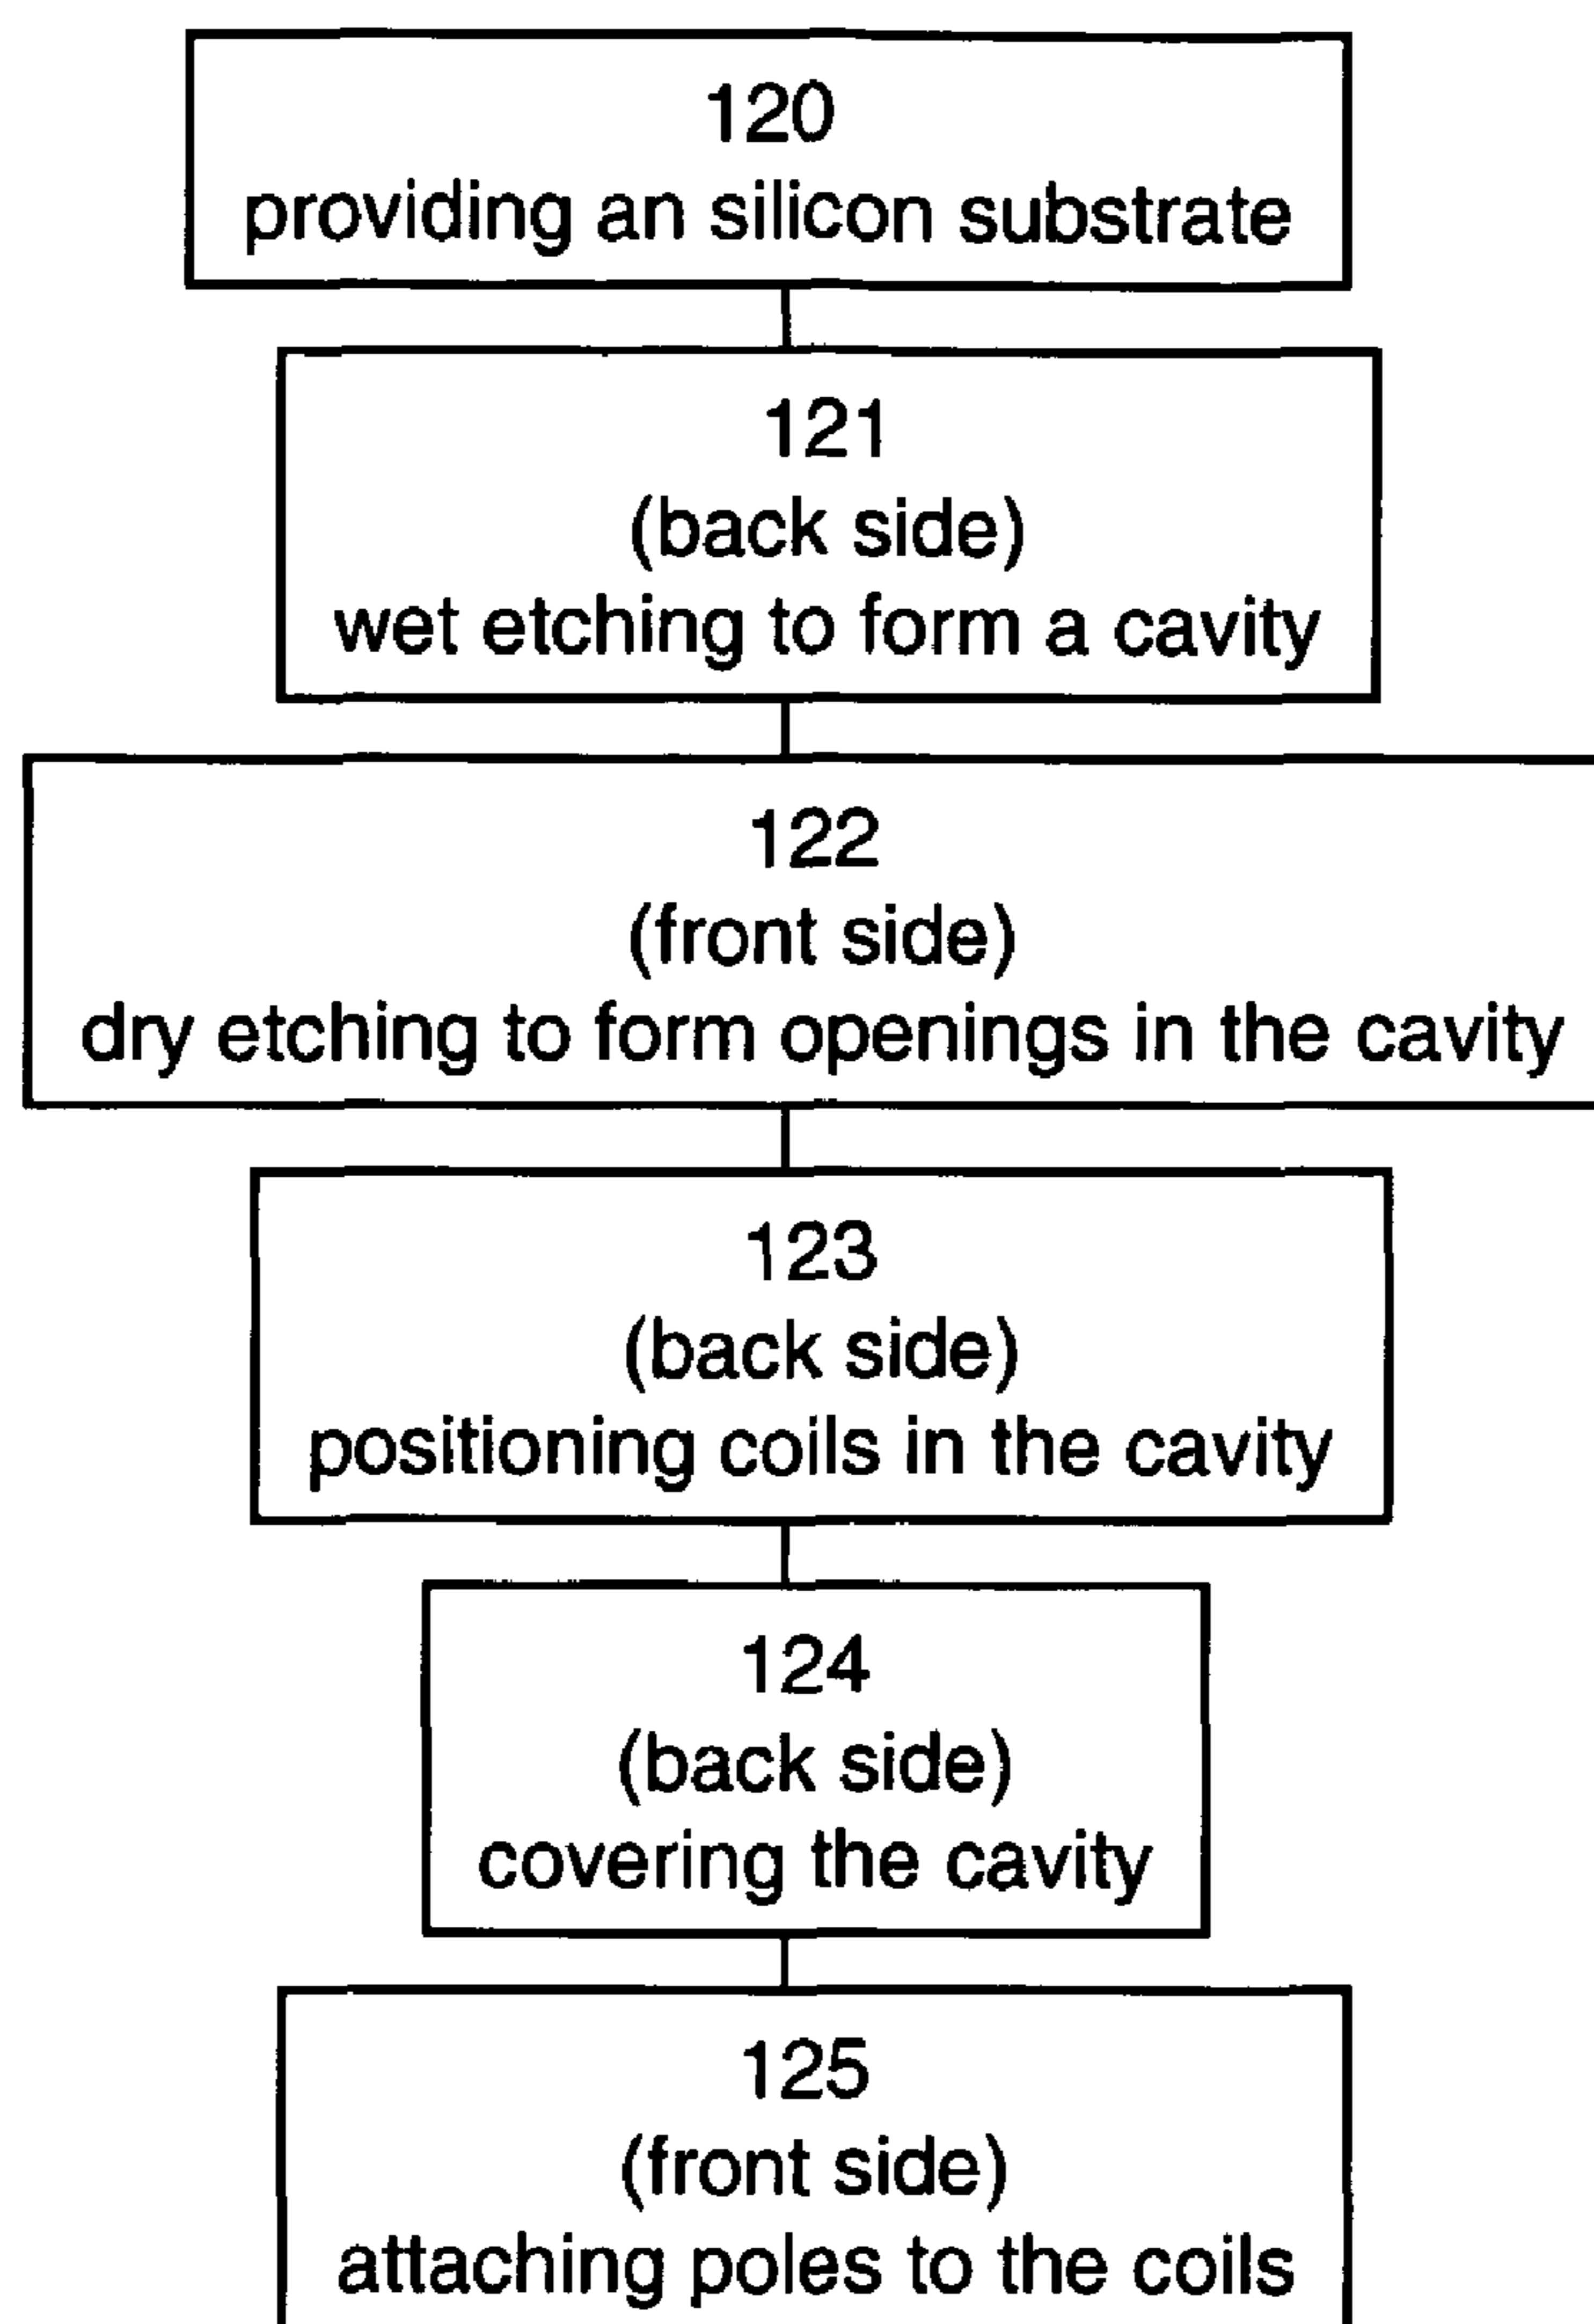 120
providing an silicon substrate
121
(back side)
wet etching to form a cavity
122
(front side)
dry etching to form openings in the cavity
123
(back side)
positioning coils in the cavity
124
(back side)
covering the cavity
125
(front side)
attaching poles to the coils